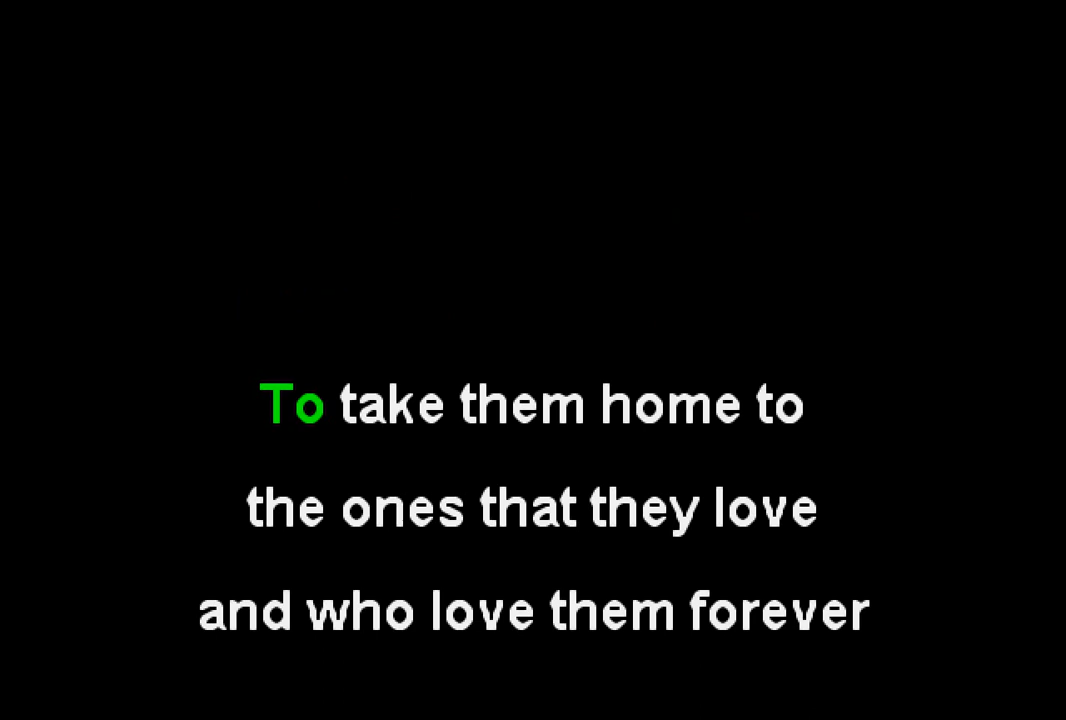 To take them home to
the ones that they love
and who love them forever